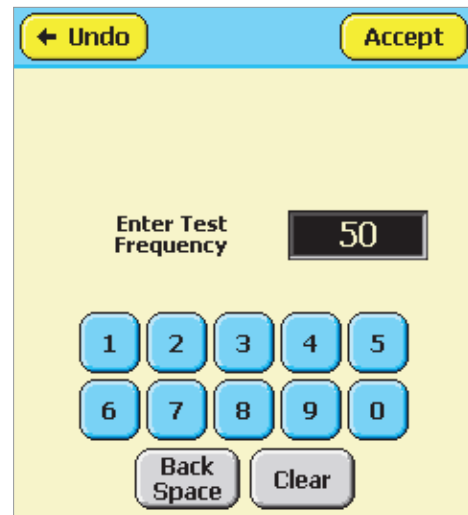 ← Undo Accept
Enter Test
Frequency
50
1 2 3 4 5
6 7 8 9 0
Back
Space
Clear